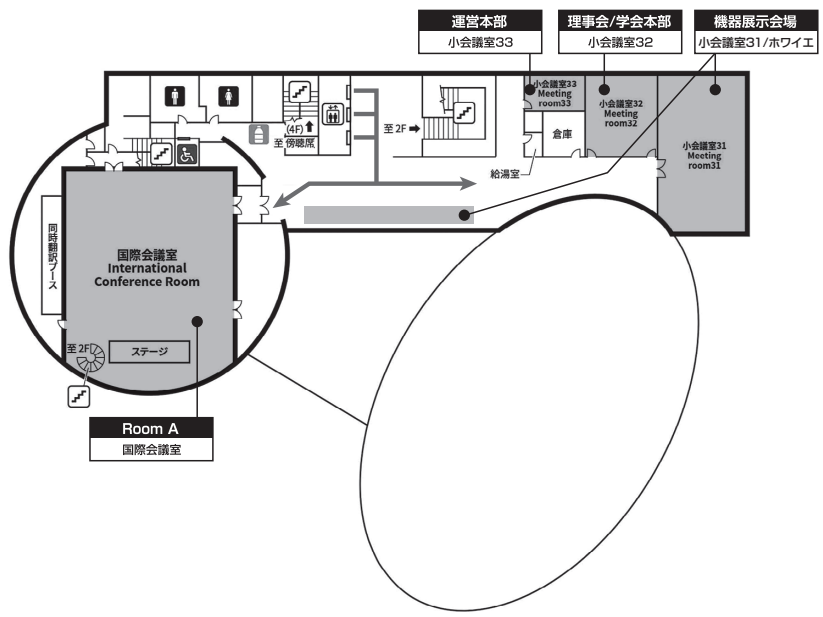 運営本部
小会議室33
理事会/学会本部
小会議室32
機器展示会場
小会議室31/ホワイエ
小会議室33
Meeting
room33
小会議室32
Meeting
room32
小会議室31
Meeting
room31
倉庫
給湯室
至 2F
(4F)
至 傍聴席
同時翻訳ブース
国際会議室
International
Conference Room
至 2F
ステージ
Room A
国際会議室